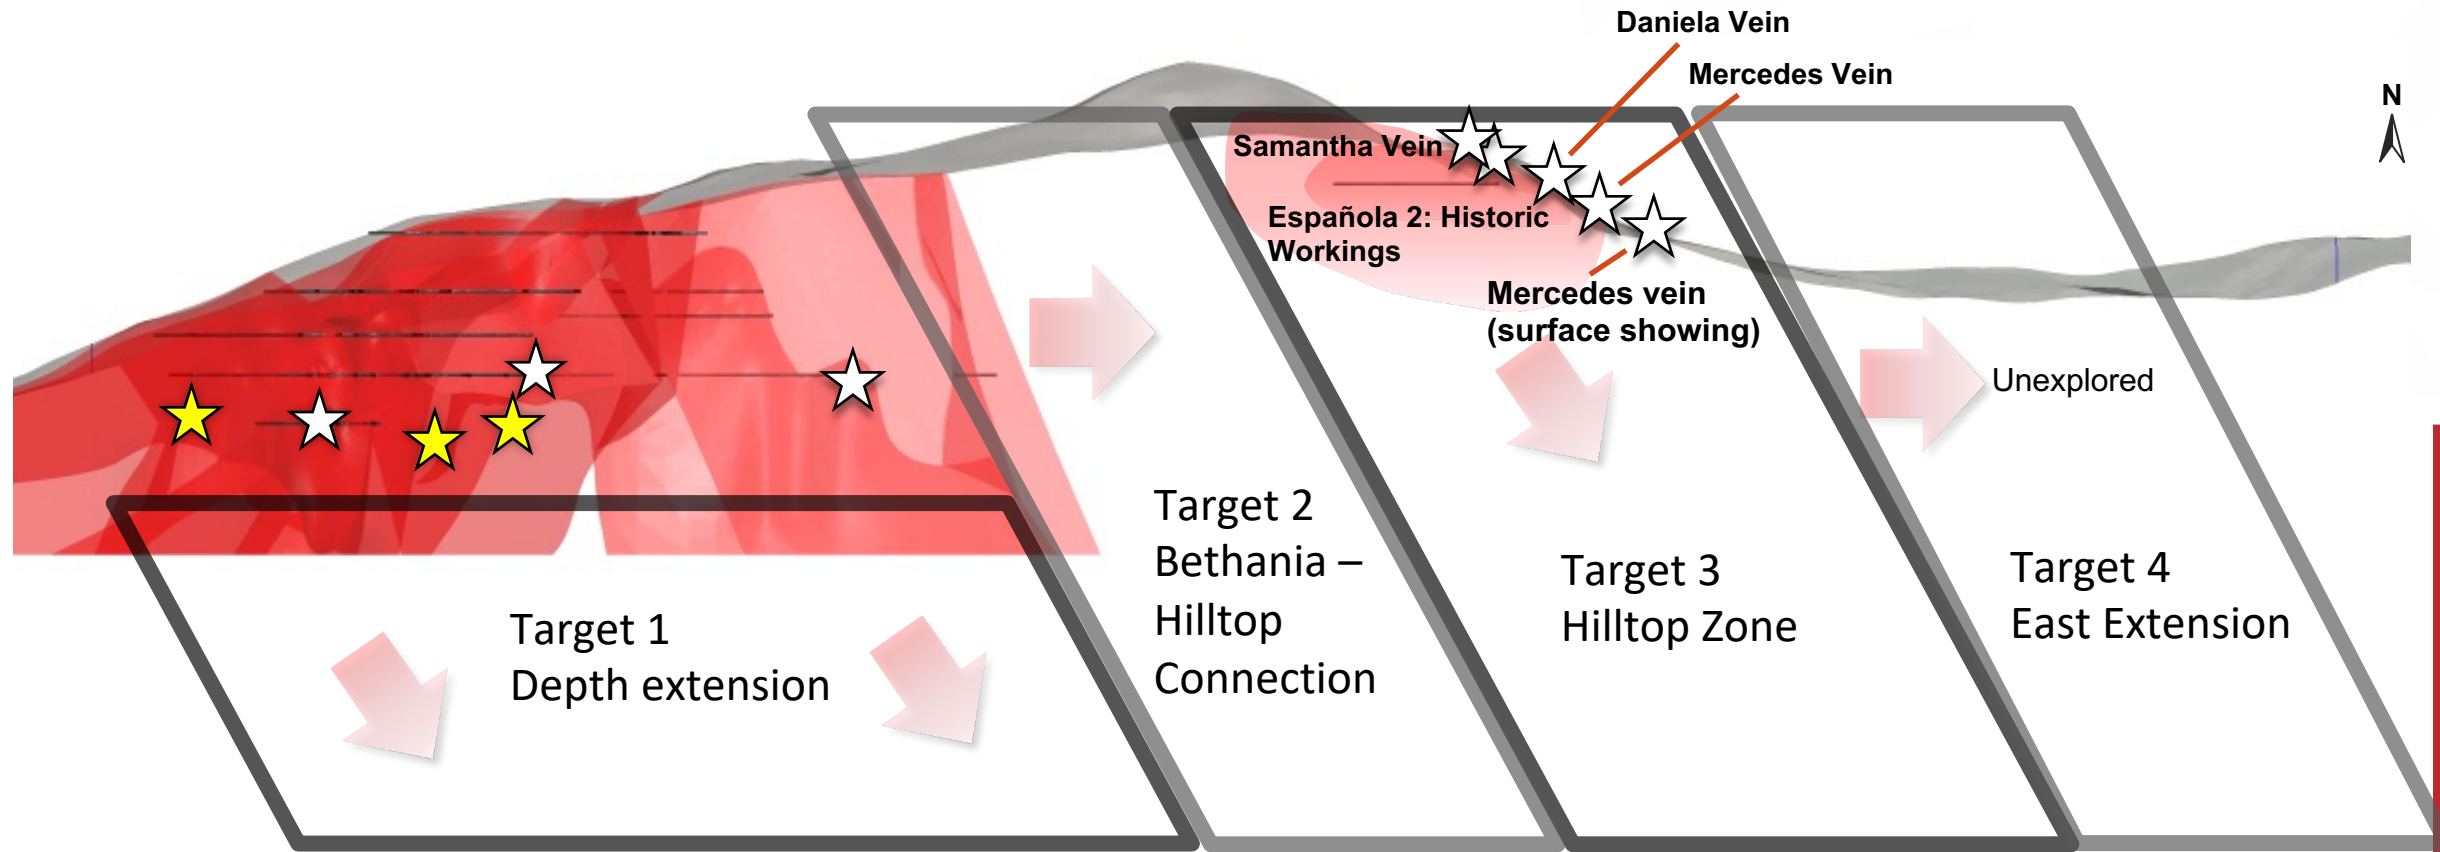 Daniela Vein
Mercedes Vein
N
Samantha Vein
Española 2: Historic
Workings
Mercedes vein
(surface showing)
Unexplored
Target 1
Depth extension
Target 2
Bethania –
Hilltop
Connection
Target 3
Hilltop Zone
Target 4
East Extension